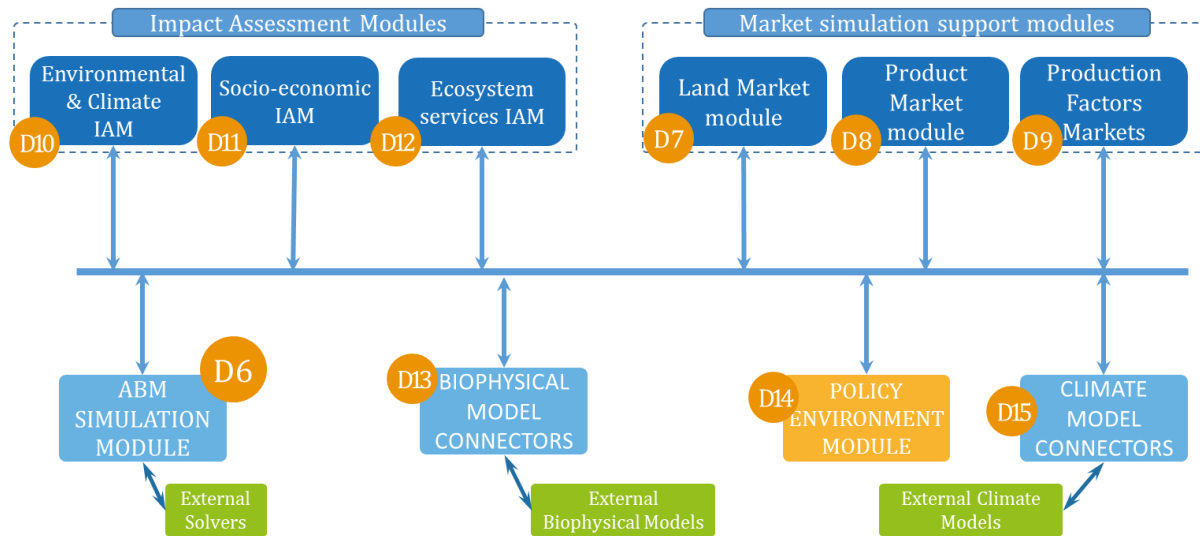 Impact Assessment Modules
Market simulation support modules
Environmental
& Climate
IAM
D10
Socio-economic
IAM
D11
Ecosystem
services IAM
D12
Land Market
module
D7
Product
Market
module
D8
Production
Factors
Markets
D9
ABM
SIMULATION
MODULE
D6
BIOPHYSICAL
MODEL
CONNECTORS
D13
POLICY
ENVIRONMENT
MODULE
D14
CLIMATE
MODEL
CONNECTORS
D15
External
Solvers
External
Biophysical Models
External Climate
Models